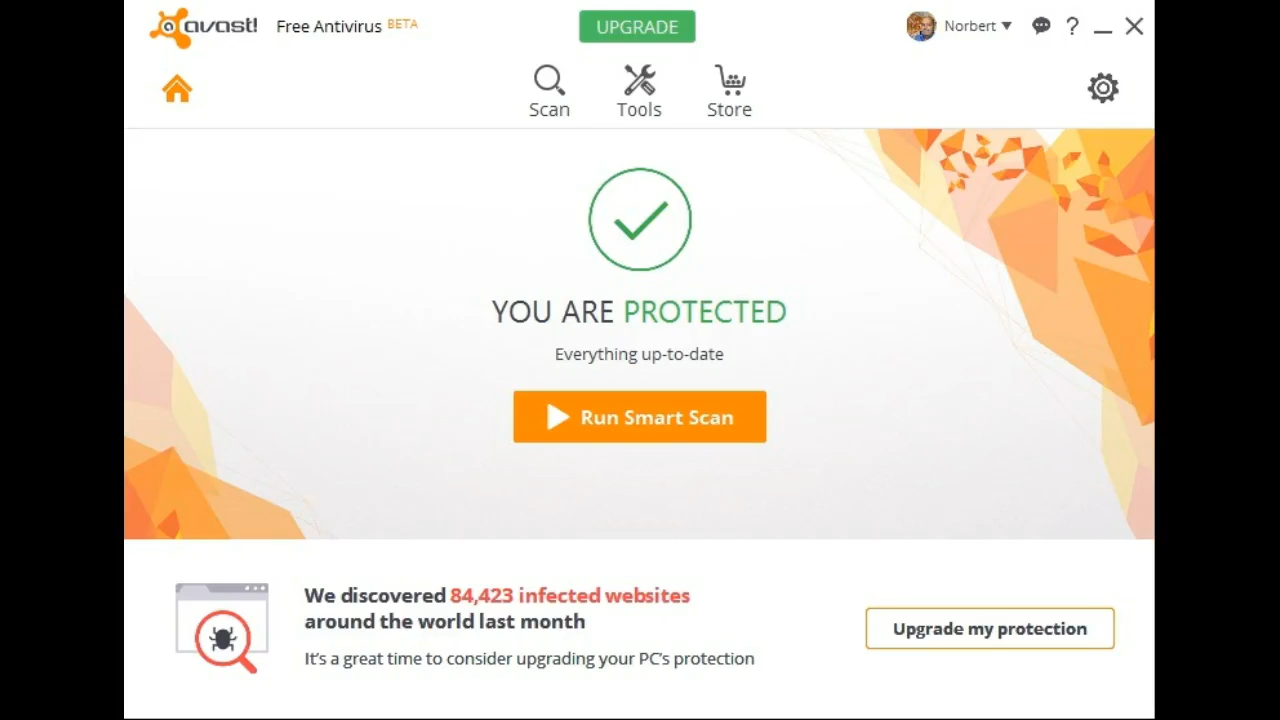 avast! Free Antivirus BETA
UPGRADE
Norbert
?
Scan
Tools
Store
YOU ARE PROTECTED
Everything up-to-date
Run Smart Scan
We discovered 84,423 infected websites
around the world last month
It's a great time to consider upgrading your PC's protection
Upgrade my protection